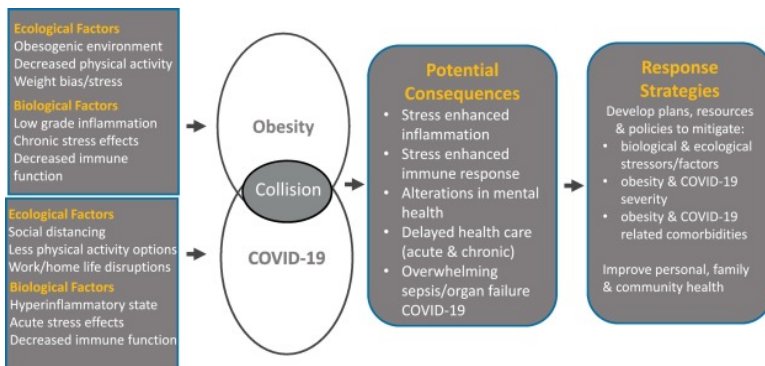 Ecological Factors
Obesogenic environment
Decreased physical activity
Weight bias/stress
Biological Factors
Low grade inflammation
Chronic stress effects
Decreased immune
function
Ecological Factors
Social distancing
Less physical activity options
Work/home life disruptions
Biological Factors
Hyperinflammatory state
Acute stress effects
Decreased immune function
Obesity
Collision
COVID-19
Potential
Consequences
• Stress enhanced
inflammation
• Stress enhanced
immune response
• Alterations in mental
health
• Delayed health care
(acute & chronic)
• Overwhelming
sepsis/organ failure
COVID-19
Response
Strategies
Develop plans, resources
& policies to mitigate:
• biological & ecological
stressors/factors
• obesity & COVID-19
severity
• obesity & COVID-19
related comorbidities
Improve personal, family
& community health